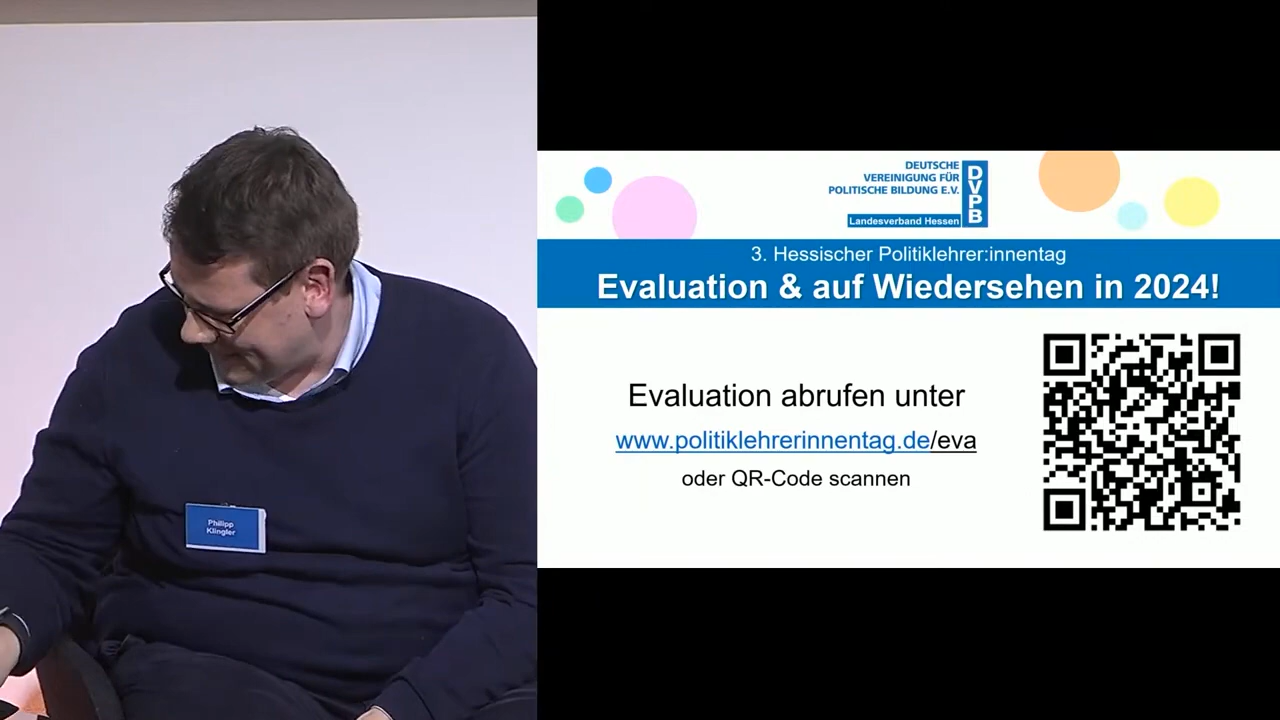 Philipp
Klingler
DEUTSCHE
VEREINIGUNG FÜR
POLITISCHE BILDUNG E.V.
DVPB
Landesverband Hessen
3. Hessischer Politiklehrer:innentag
Evaluation & auf Wiedersehen in 2024!
Evaluation abrufen unter
www.politiklehrerinnentag.de/eva
oder QR-Code scannen